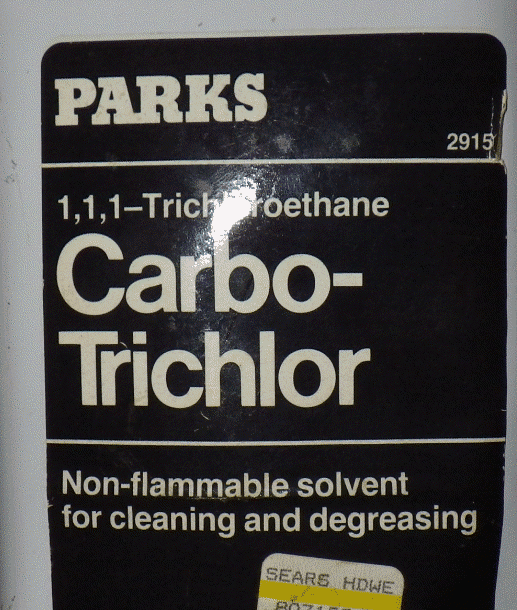 PARKS
2915
1,1,1–Trichloroethane
Carbo-
Trichlor
Non-flammable solvent
for cleaning and degreasing
SEARS HDWE